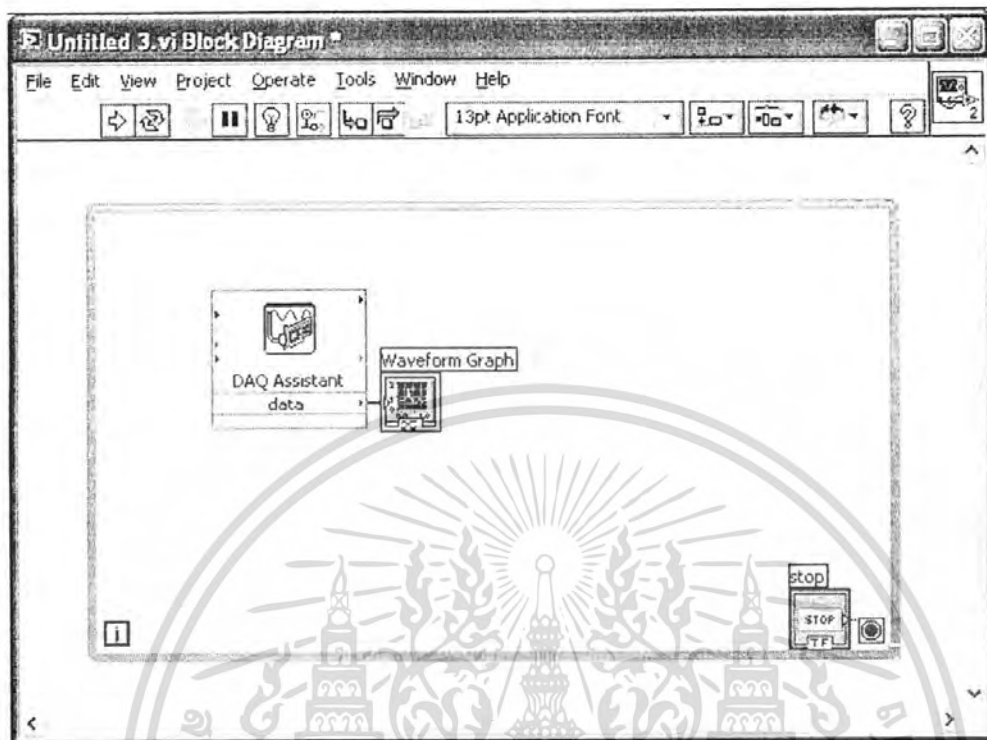 Untitled 3.vi Block Diagram *
File Edit View Project Operate Tools Window Help
13pt Application Font
2
DAQ Assistant
data
Waveform Graph
stop
STOP
TF
i